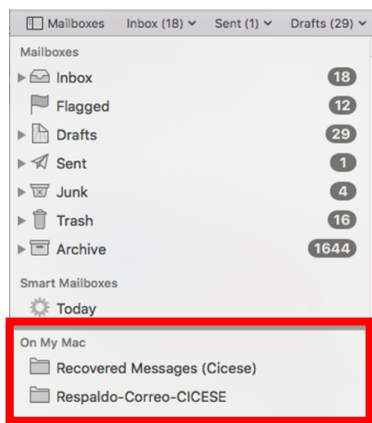 Mailboxes Inbox (18) Sent (1) Drafts (29)
Mailboxes
Inbox 18
Flagged 12
Drafts 29
Sent 1
Junk 4
Trash 16
Archive 1644
Smart Mailboxes
Today
On My Mac
Recovered Messages (Cicese)
Respaldo-Correo-CICESE